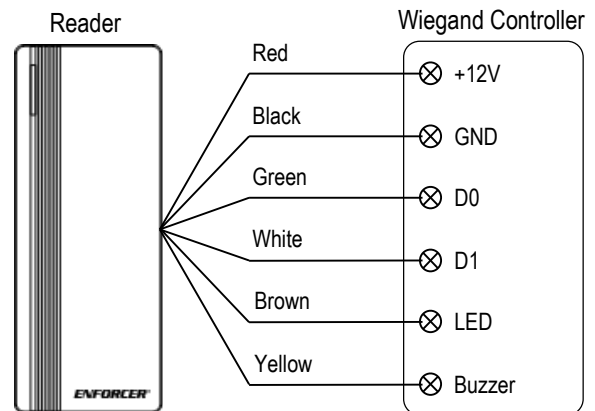 Reader
Wiegand Controller
Red
+12V
Black
GND
Green
D0
White
D1
Brown
LED
Yellow
Buzzer
ENFORCER®